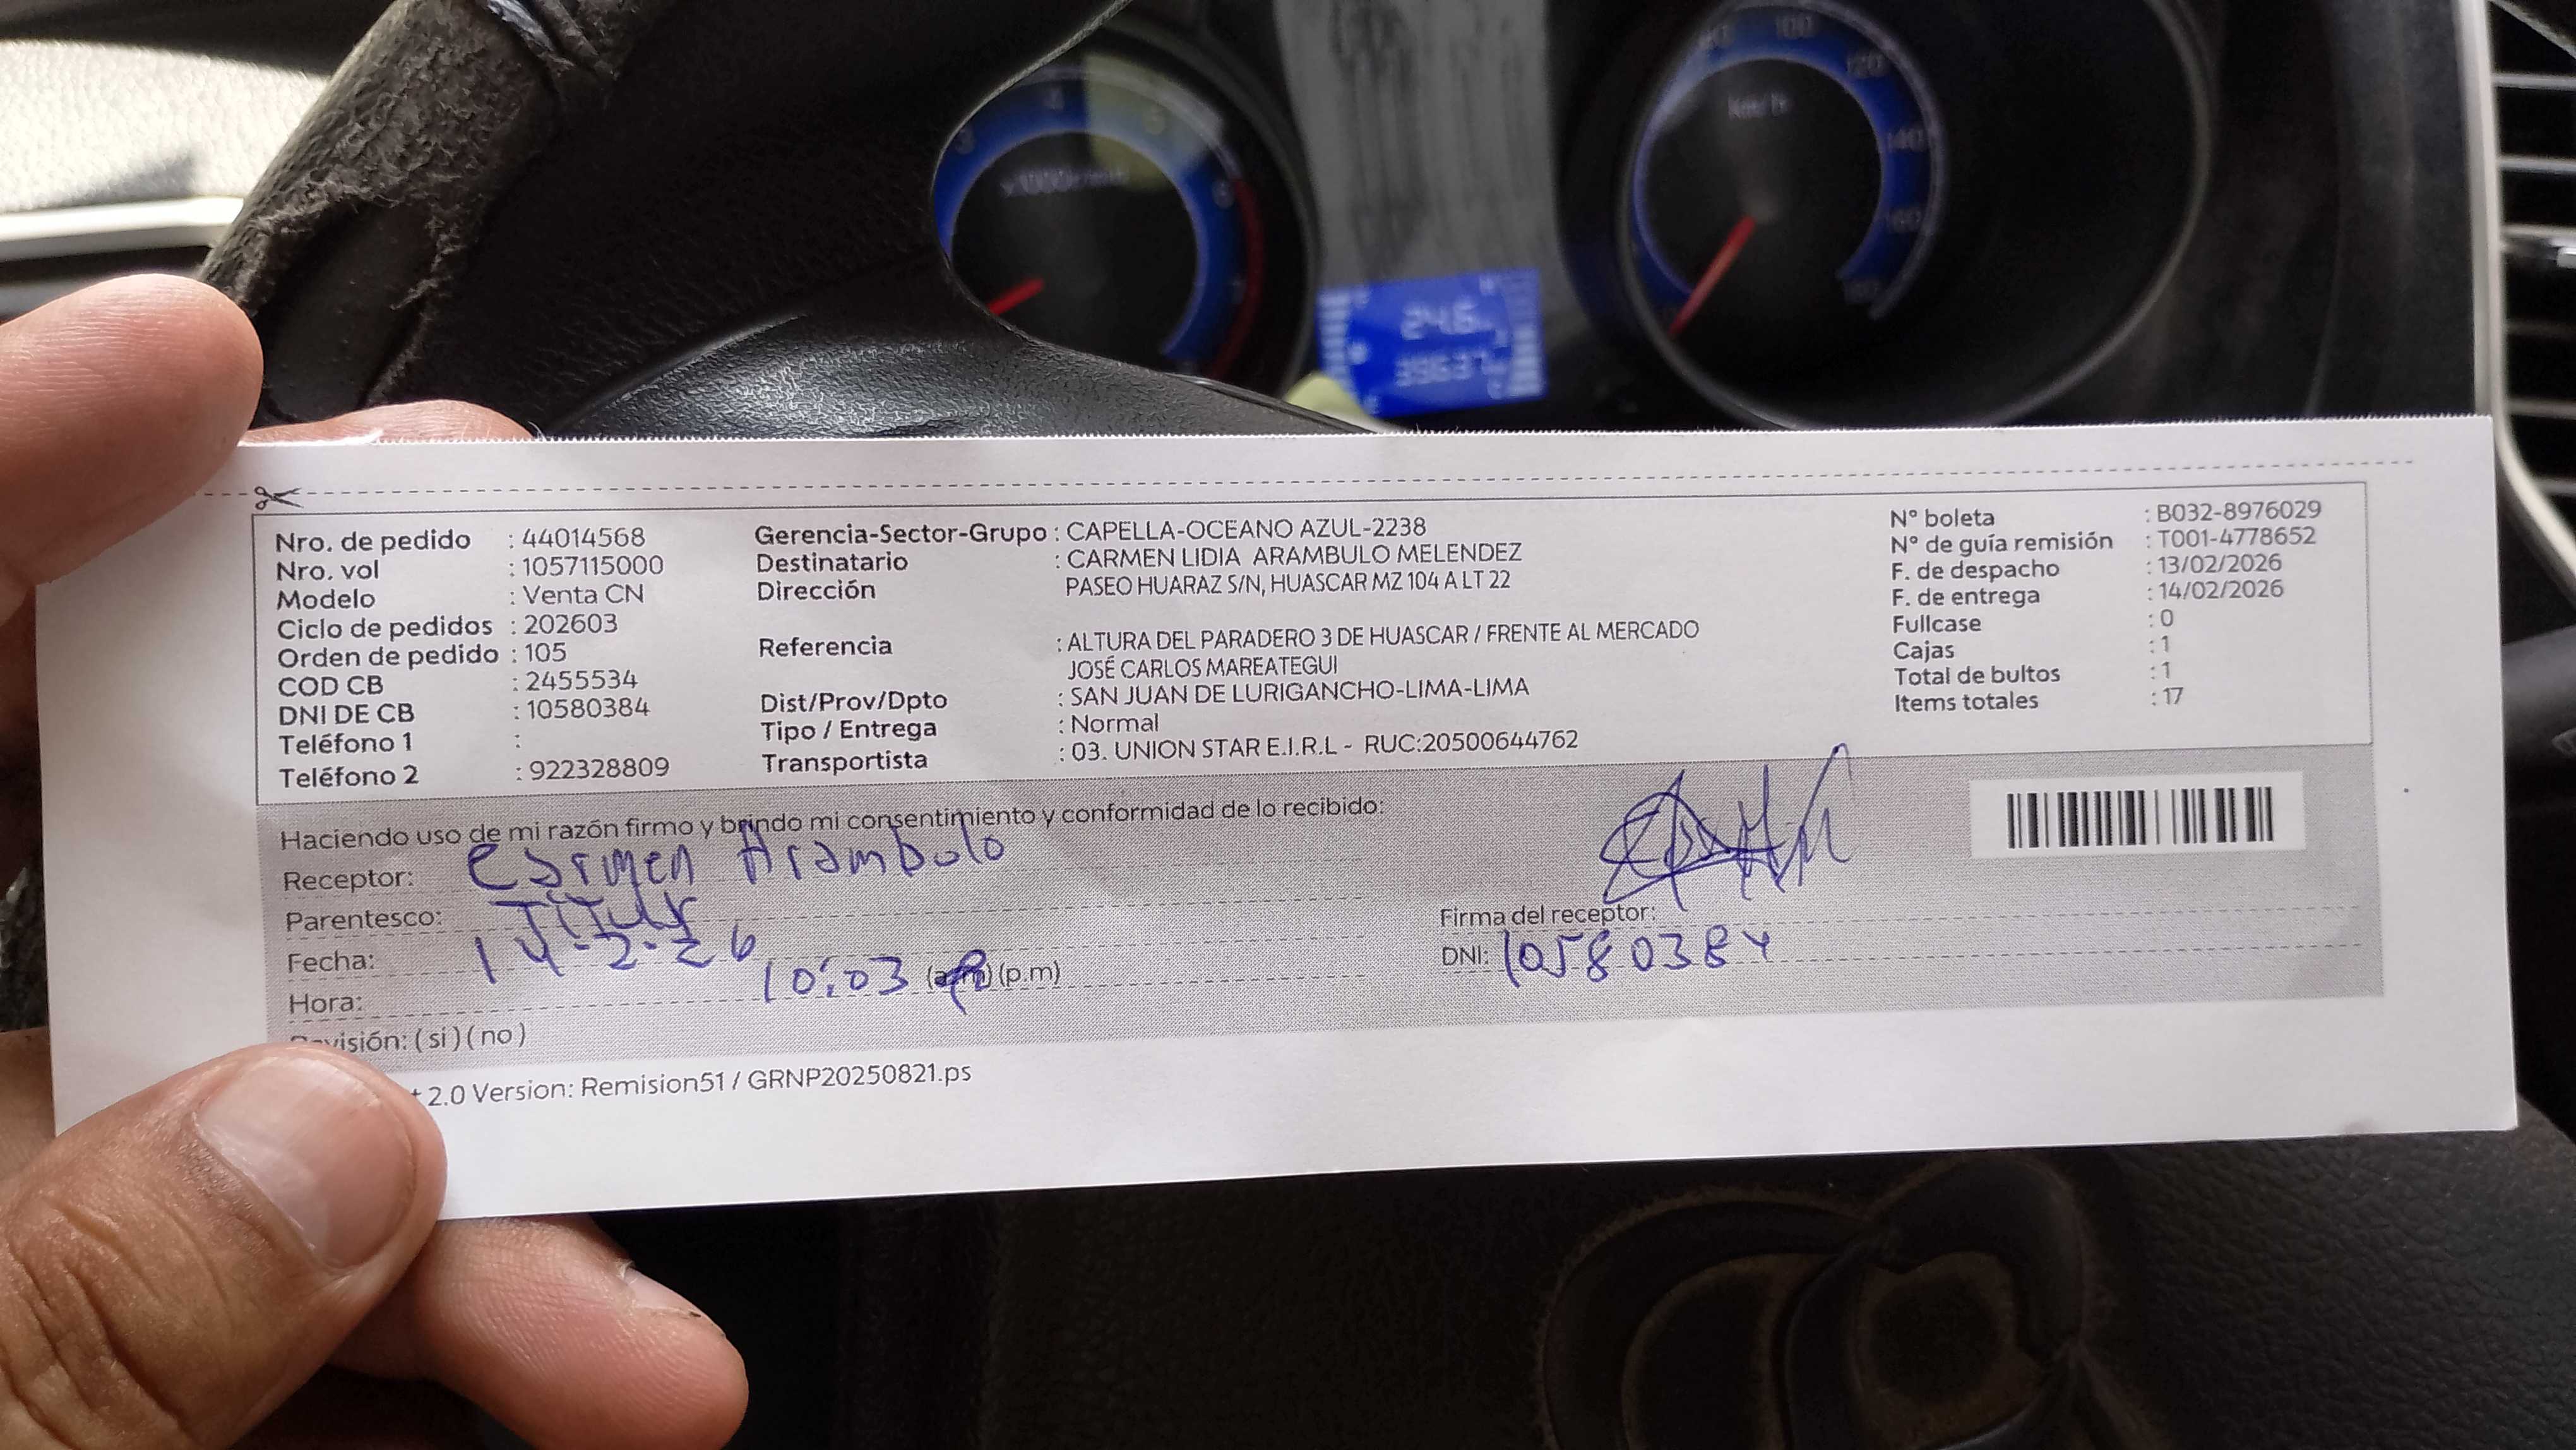 Nro. de pedido : 44014568
Nro. vol : 1057115000
Modelo : Venta CN
Ciclo de pedidos : 202603
Orden de pedido : 105
COD CB : 2455534
DNI DE CB : 10580384
Teléfono 1 :
Teléfono 2 : 922328809
Gerencia-Sector-Grupo : CAPELLA-OCEANO AZUL-2238
Destinatario : CARMEN LIDIA ARAMBULO MELENDEZ
Dirección PASEO HUARAZ S/N, HUASCAR MZ 104 A LT 22
Referencia : ALTURA DEL PARADERO 3 DE HUASCAR / FRENTE AL MERCADO
JOSÉ CARLOS MAREATEGUI
Dist/Prov/Dpto : SAN JUAN DE LURIGANCHO-LIMA-LIMA
Tipo / Entrega : Normal
Transportista : 03. UNION STAR E.I.R.L - RUC:20500644762
N° boleta : B032-8976029
N° de guía remisión : T001-4778652
F. de despacho : 13/02/2026
F. de entrega : 14/02/2026
Fullcase : 0
Cajas : 1
Total de bultos : 1
Items totales : 17
Haciendo uso de mi razón firmo y brindo mi consentimiento y conformidad de lo recibido:
Receptor: Carmen Arambulo
Parentesco: Titular
Fecha: 14-2-26
Hora: 10:03 (a.m) (p.m)
Firma del receptor:
DNI: 10580384
(si) (no)
2.0 Version: Remision51 / GRNP20250821.ps
100
120
140
160
km/h